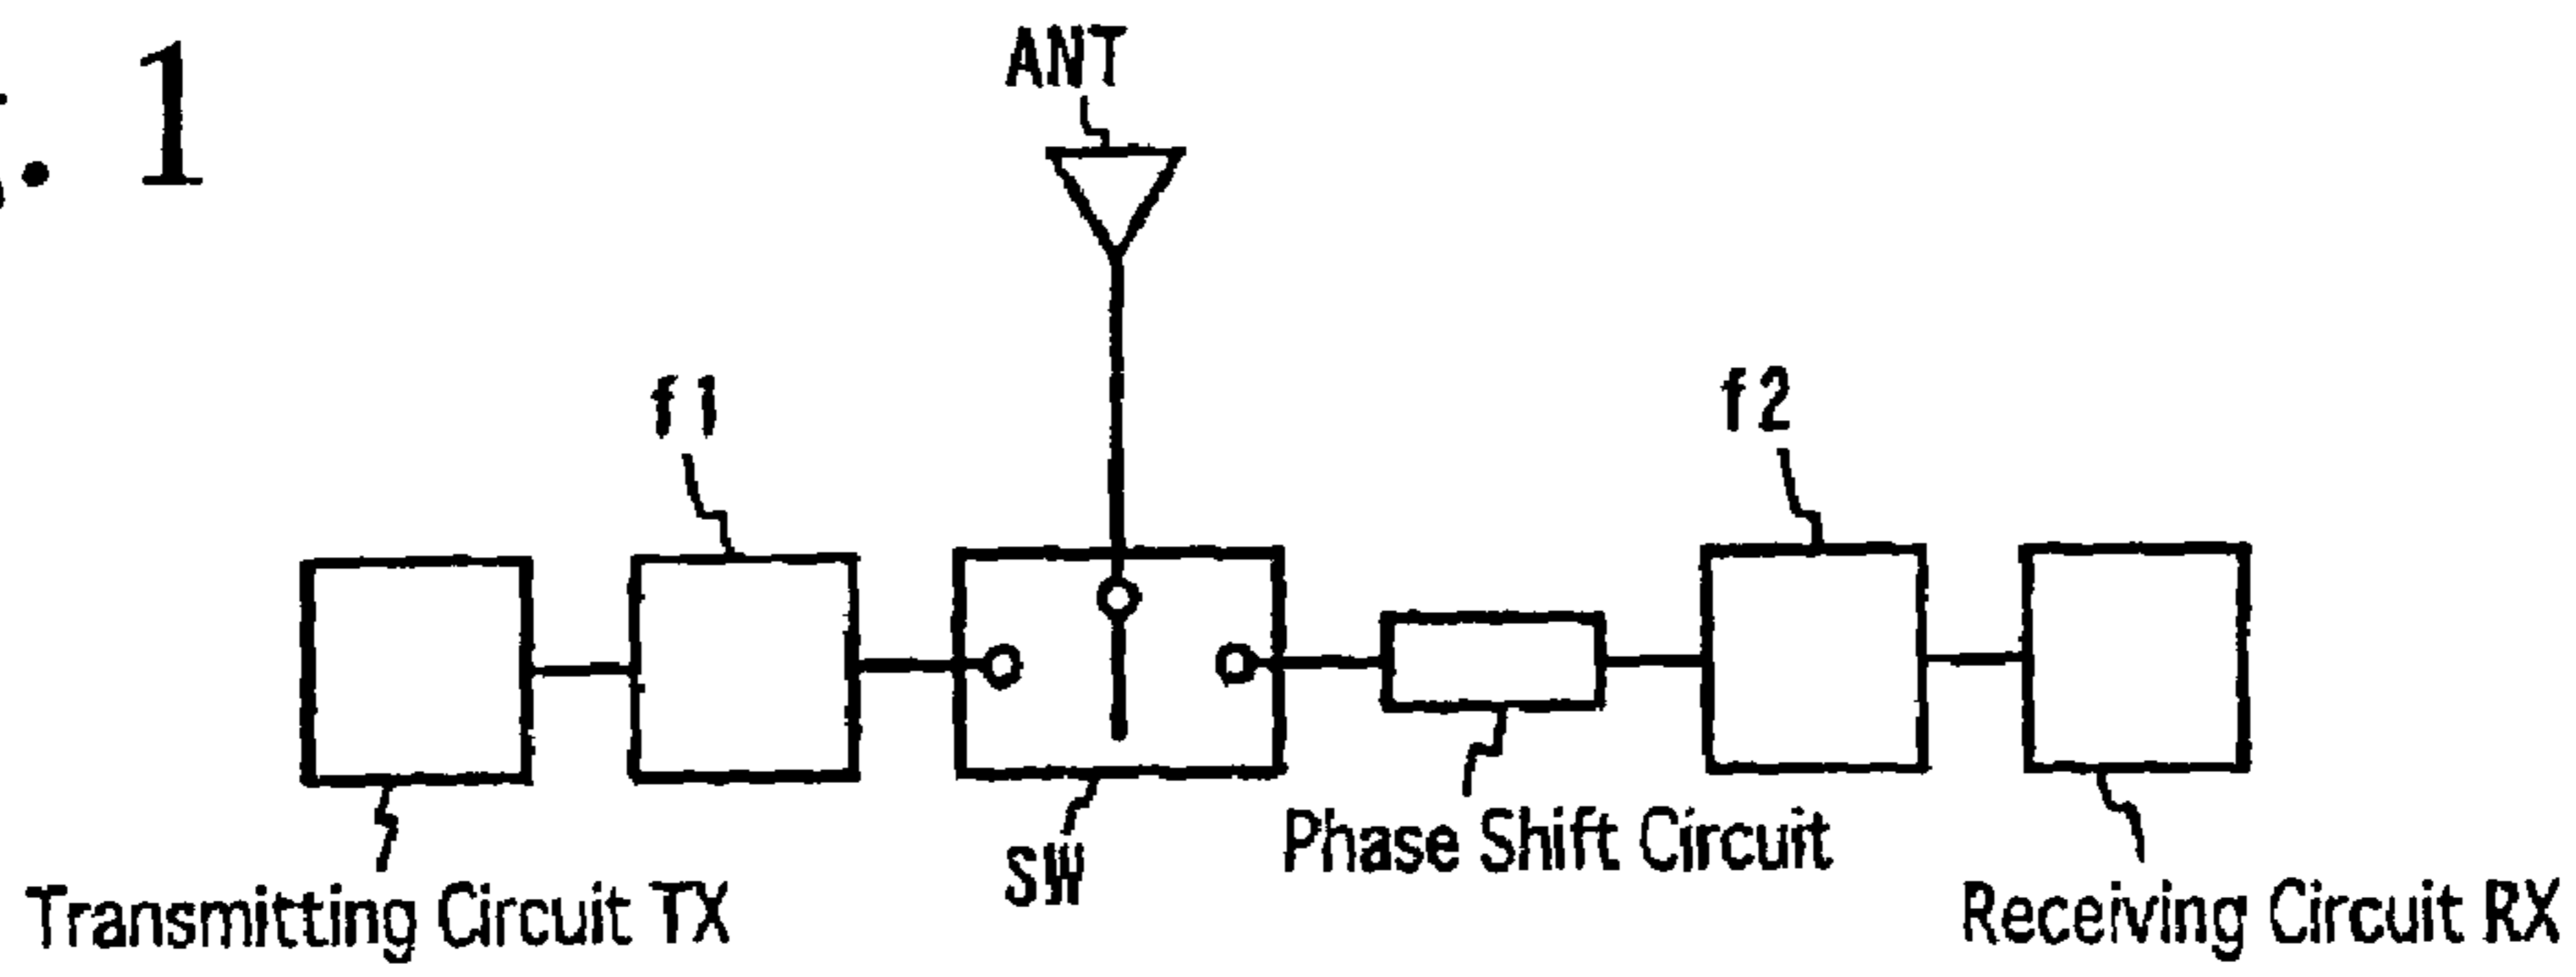 . 1
ANT
f1
f2
SW
Phase Shift Circuit
Transmitting Circuit TX
Receiving Circuit RX